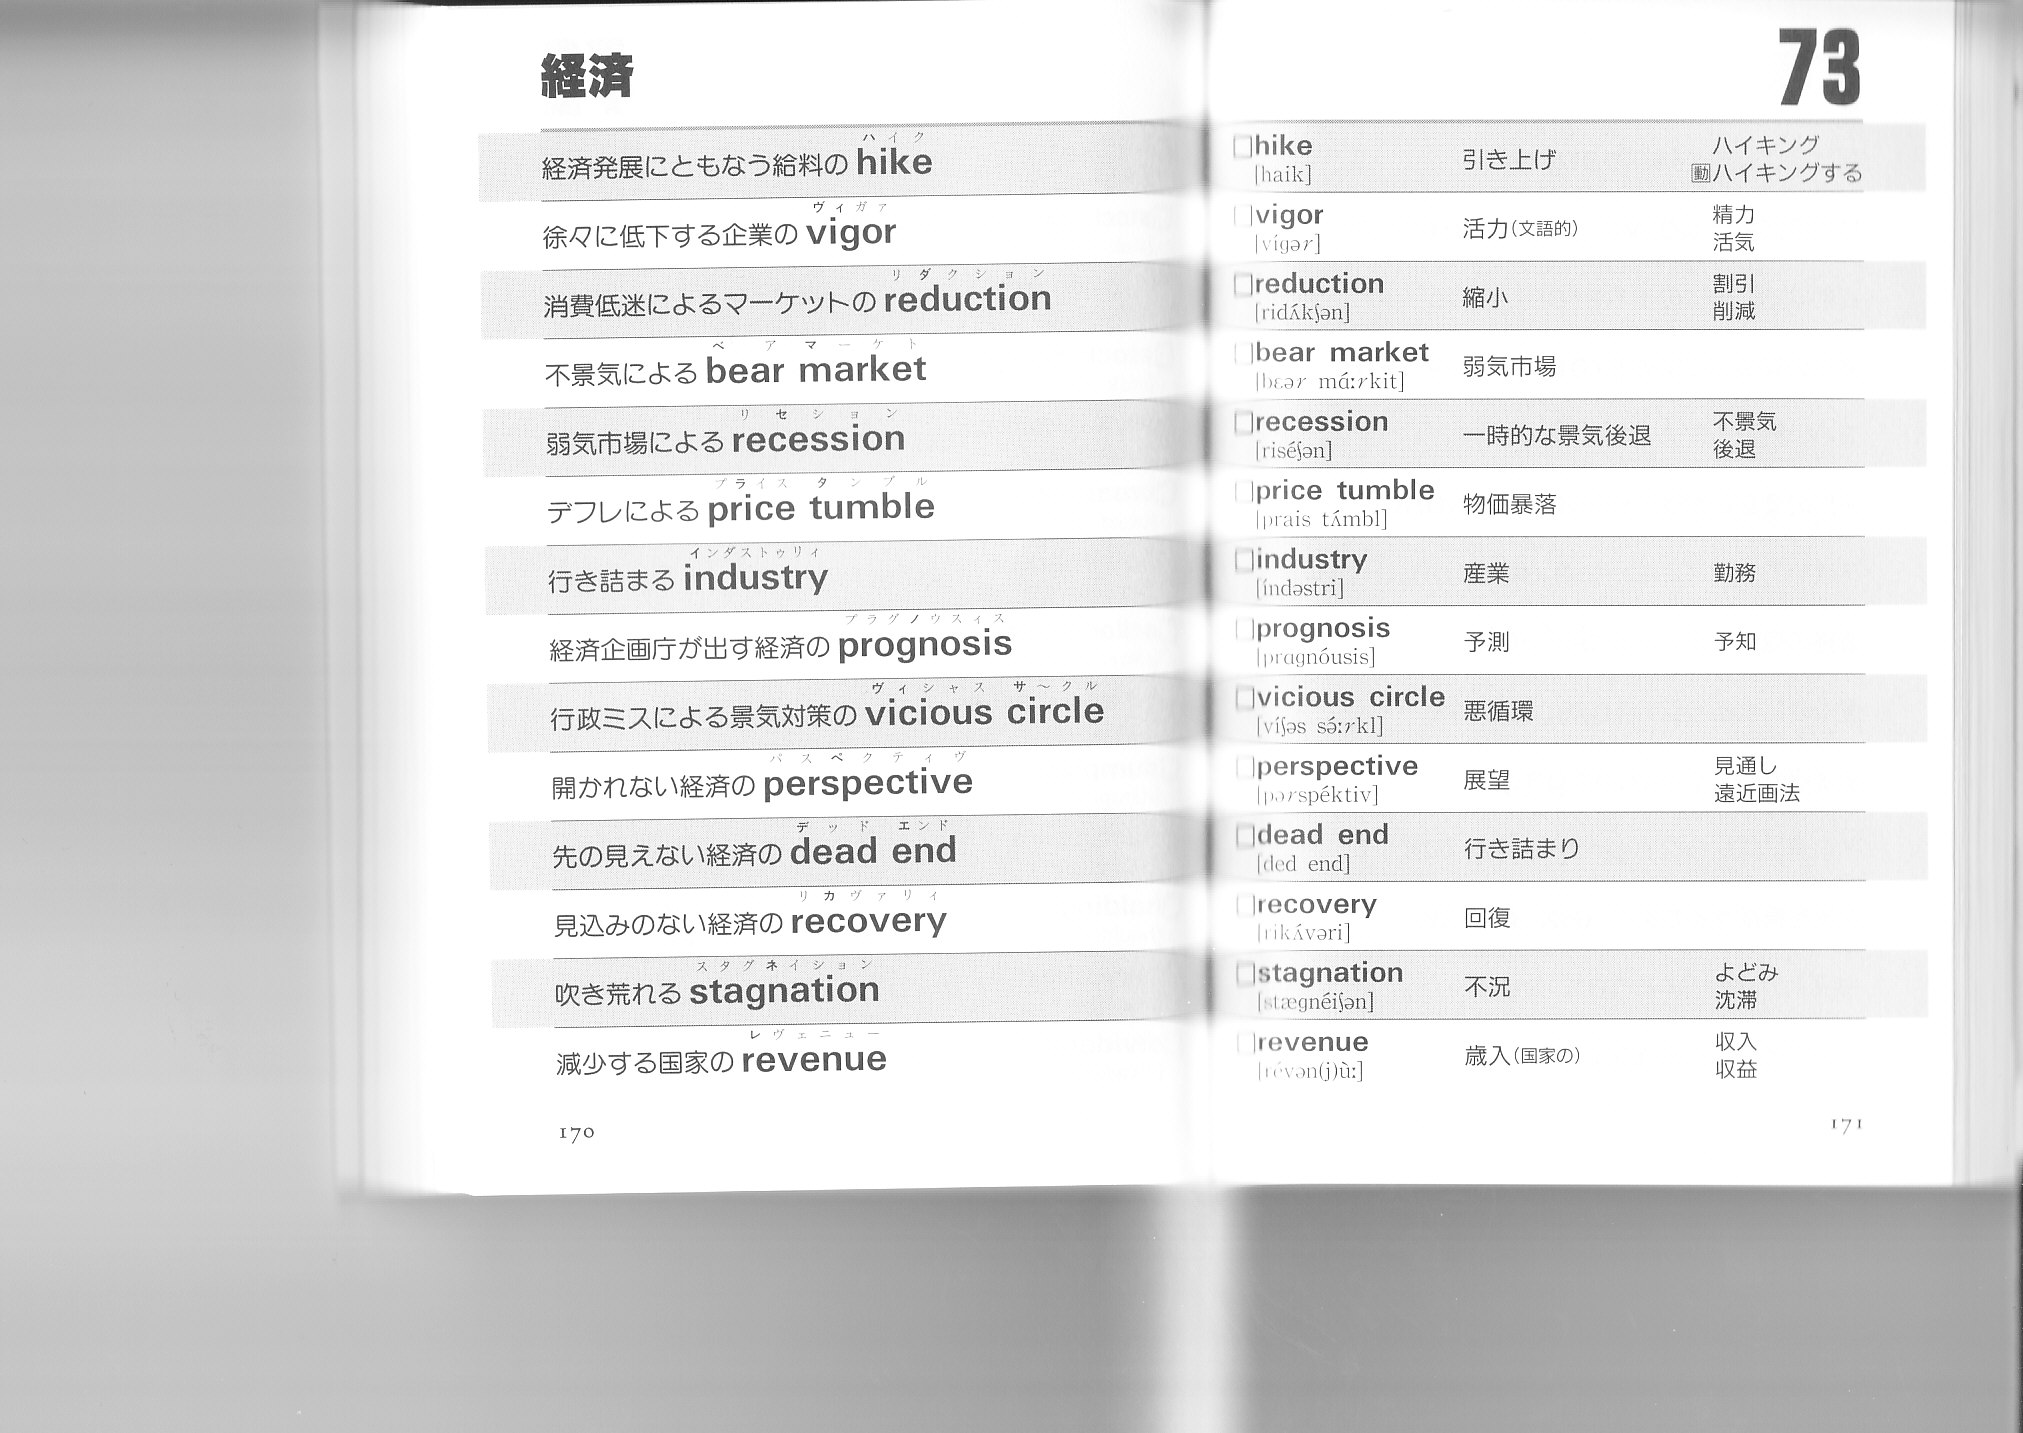 経済
ハイク
経済発展にともなう給料の hike
ヴィガァ
徐々に低下する企業の vigor
リダクション
消費低迷によるマーケットの reduction
ベアマーケト
不景気による bear market
リセション
弱気市場による recession
プライス タンブル
デフレによる price tumble
インダストゥリィ
行き詰まる industry
プラグノウスィス
経済企画庁が出す経済の prognosis
ヴィシャス サ〜クル
行政ミスによる景気対策の vicious circle
パスペクティヴ
開かれない経済の perspective
デッド エンド
先の見えない経済の dead end
リカヴァリィ
見込みのない経済の recovery
スタグネイション
吹き荒れる stagnation
レヴェニュー
減少する国家の revenue
170
73
hike 引き上げ ハイキング
[haik] 動ハイキングする
vigor 活力(文語的) 精力
[vígər] 活気
reduction 縮小 割引
[ridʌ́kʃən] 削減
bear market 弱気市場
[bɛər mɑ́ːrkit]
recession 一時的な景気後退 不景気
[riséʃən] 後退
price tumble 物価暴落
[prais tʌ́mbl]
industry 産業 勤務
[índəstri]
prognosis 予測 予知
[prɑgnóusis]
vicious circle 悪循環
[víʃəs sə́ːrkl]
perspective 展望 見通し
[pərspéktiv] 遠近画法
dead end 行き詰まり
[ded end]
recovery 回復
[rikʌ́vəri]
stagnation 不況 よどみ
[stægnéiʃən] 沈滞
revenue 歳入(国家の) 収入
[révən(j)ùː] 収益
171